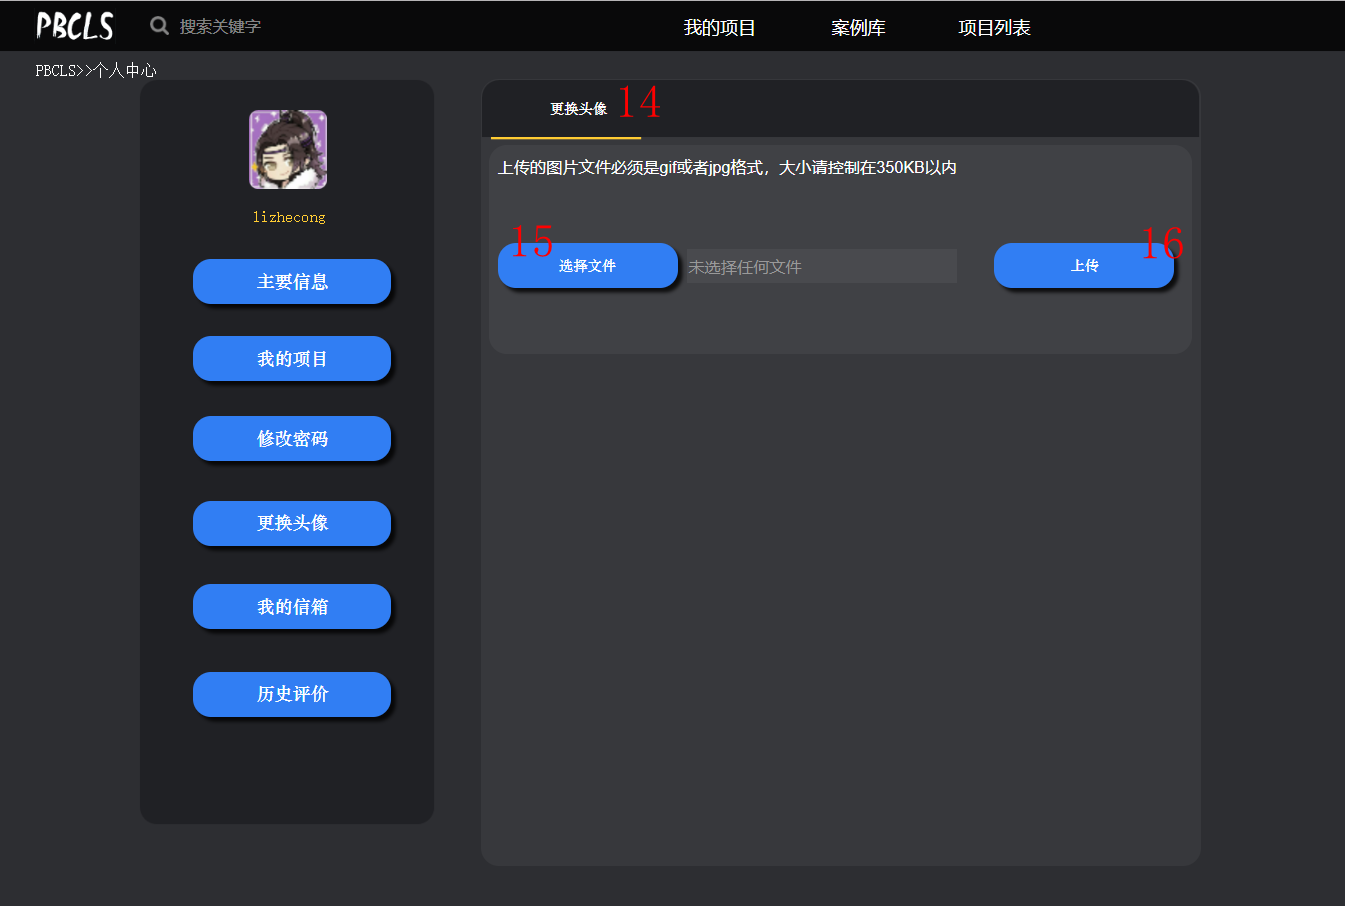 PBCLS
搜索关键字
我的项目
案例库
项目列表
PBCLS>>个人中心
lizhecong
主要信息
我的项目
修改密码
更换头像
我的信箱
历史评价
更换头像 14
上传的图片文件必须是gif或者jpg格式，大小请控制在350KB以内
15
选择文件
未选择任何文件
16
上传